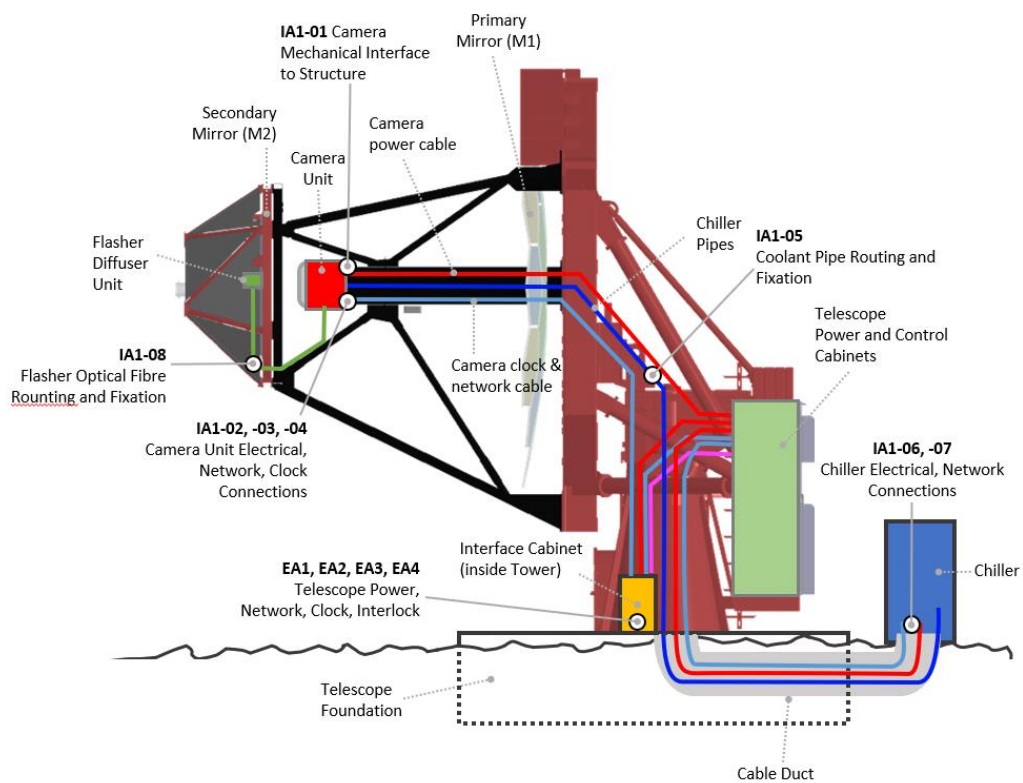 IA1-01 Camera
Mechanical Interface
to Structure
Primary
Mirror (M1)
Secondary
Mirror (M2)
Camera
Unit
Camera
power cable
Flasher
Diffuser
Unit
Chiller
Pipes
IA1-05
Coolant Pipe Routing and
Fixation
Telescope
Power and Control
Cabinets
IA1-08
Flasher Optical Fibre
Rounting and Fixation
Camera clock &
network cable
IA1-02, -03, -04
Camera Unit Electrical,
Network, Clock
Connections
IA1-06, -07
Chiller Electrical, Network
Connections
Interface Cabinet
(inside Tower)
EA1, EA2, EA3, EA4
Telescope Power,
Network, Clock, Interlock
Chiller
Telescope
Foundation
Cable Duct